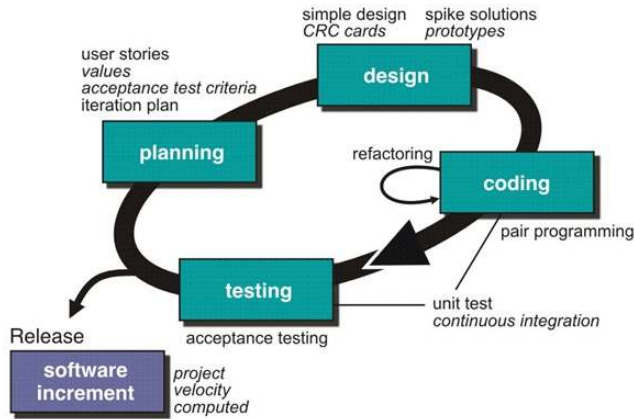 simple design
CRC cards
spike solutions
prototypes
user stories
values
acceptance test criteria
iteration plan
design
planning
refactoring
coding
pair programming
testing
acceptance testing
unit test
continuous integration
Release
software
increment
project
velocity
computed